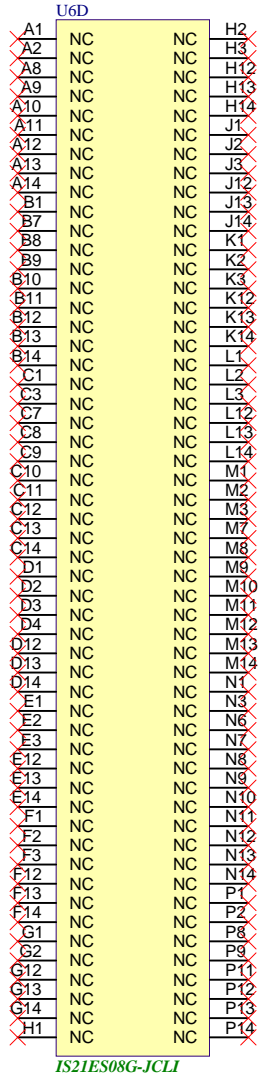 U6D
A1 NC NC H2
A2 NC NC H3
A8 NC NC H12
A9 NC NC H13
A10 NC NC H14
A11 NC NC J1
A12 NC NC J2
A13 NC NC J3
A14 NC NC J12
B1 NC NC J13
B7 NC NC J14
B8 NC NC K1
B9 NC NC K2
B10 NC NC K3
B11 NC NC K12
B12 NC NC K13
B13 NC NC K14
B14 NC NC L1
C1 NC NC L2
C3 NC NC L3
C7 NC NC L12
C8 NC NC L13
C9 NC NC L14
C10 NC NC M1
C11 NC NC M2
C12 NC NC M3
C13 NC NC M7
C14 NC NC M8
D1 NC NC M9
D2 NC NC M10
D3 NC NC M11
D4 NC NC M12
D12 NC NC M13
D13 NC NC M14
D14 NC NC N1
E1 NC NC N3
E2 NC NC N6
E3 NC NC N7
E12 NC NC N8
E13 NC NC N9
E14 NC NC N10
F1 NC NC N11
F2 NC NC N12
F3 NC NC N13
F12 NC NC N14
F13 NC NC P1
F14 NC NC P2
G1 NC NC P8
G2 NC NC P9
G12 NC NC P11
G13 NC NC P12
G14 NC NC P13
H1 NC NC P14
IS21ES08G-JCLI